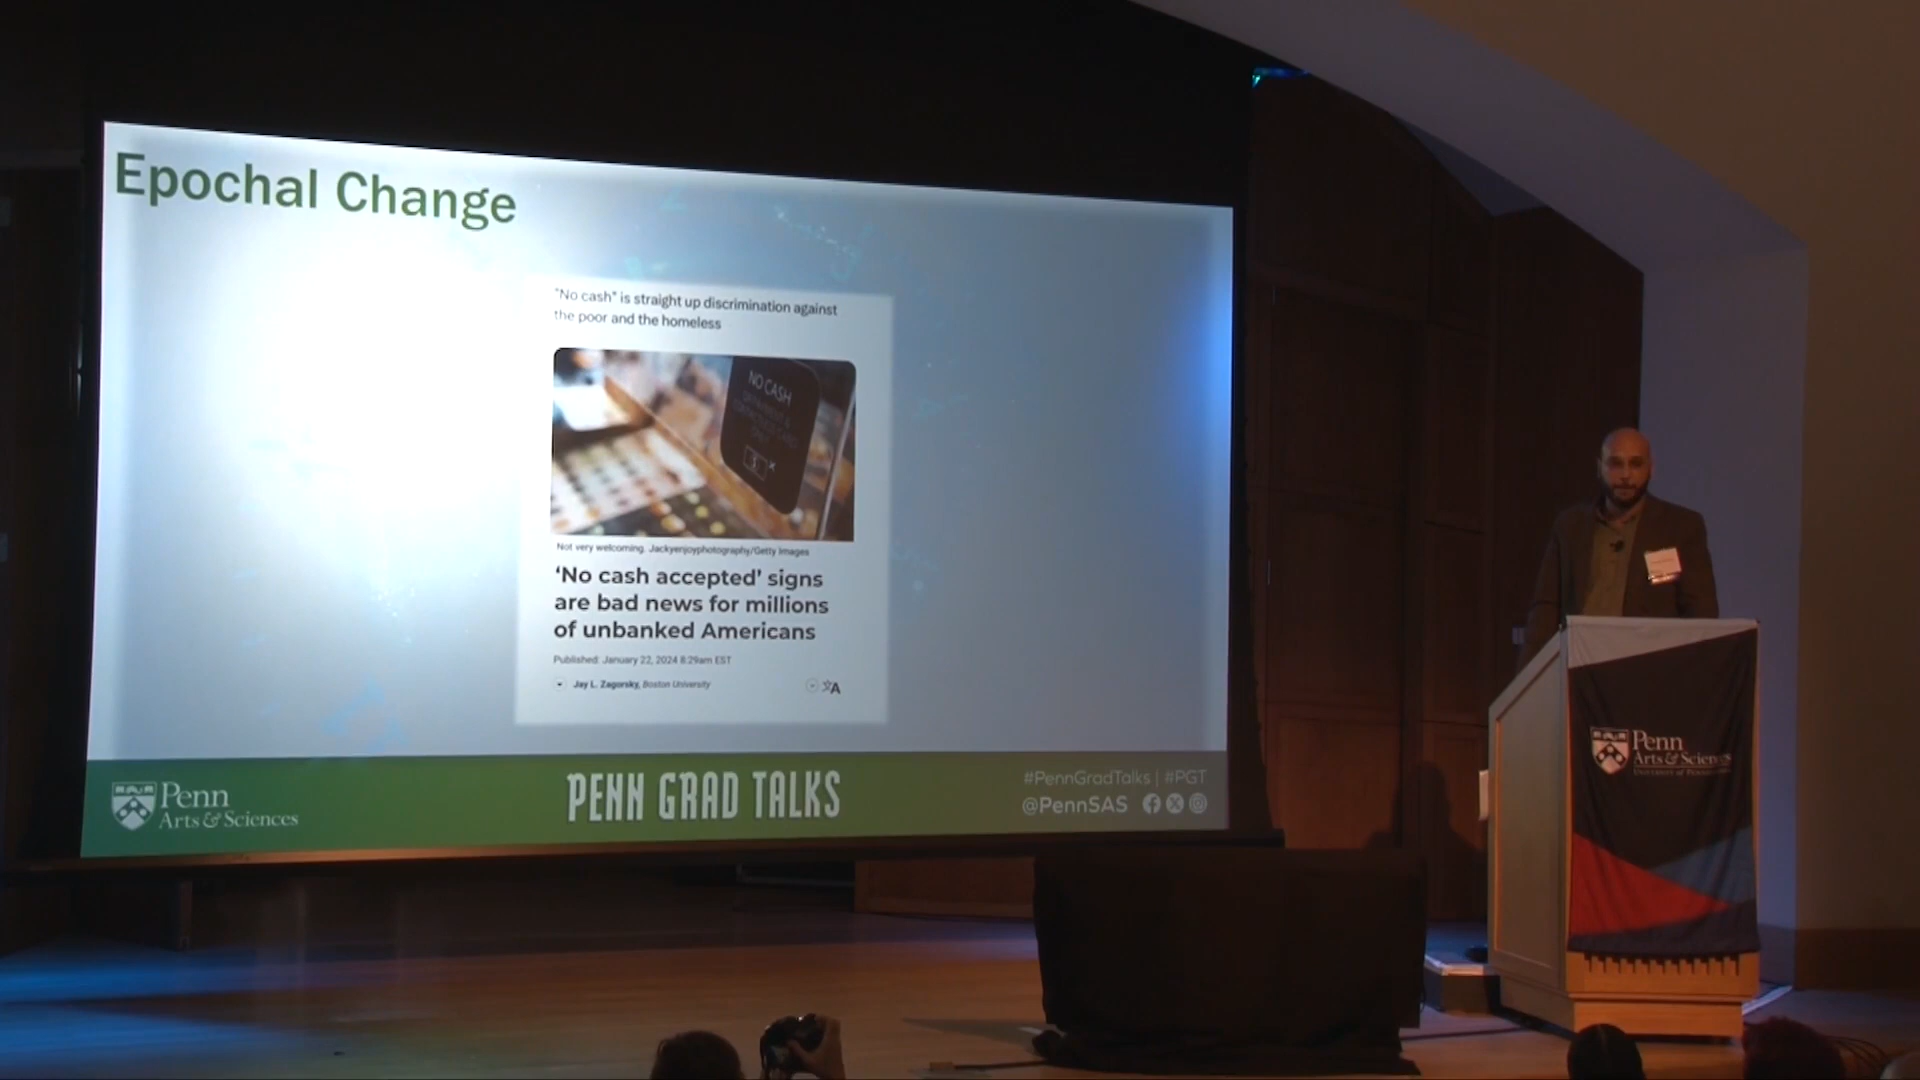 Epochal Change
"No cash" is straight up discrimination against
the poor and the homeless
NO CASH
Not very welcoming. Jackyenjoyphotography/Getty Images
‘No cash accepted’ signs
are bad news for millions
of unbanked Americans
Published: January 22, 2024 8:29am EST
Jay L. Zagorsky, Boston University
Penn
Arts & Sciences
PENN GRAD TALKS
#PennGradTalks | #PGT
@PennSAS
Penn
Arts & Sciences